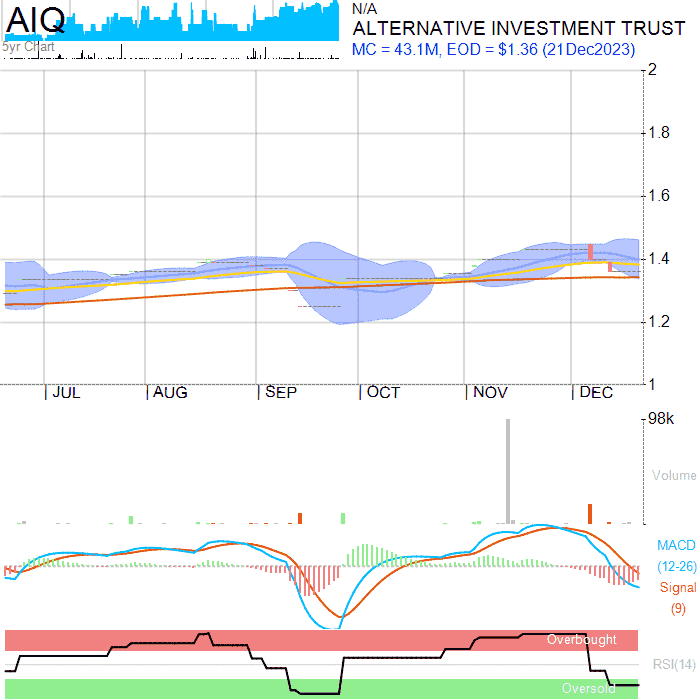 AIQ
5yr Chart
N/A
ALTERNATIVE INVESTMENT TRUST
MC = 43.1M, EOD = $1.36 (21Dec2023)
2
1.8
1.6
1.4
1.2
1
JUL AUG SEP OCT NOV DEC
98k
Volume
MACD
(12-26)
Signal
(9)
Overbought
RSI(14)
Oversold